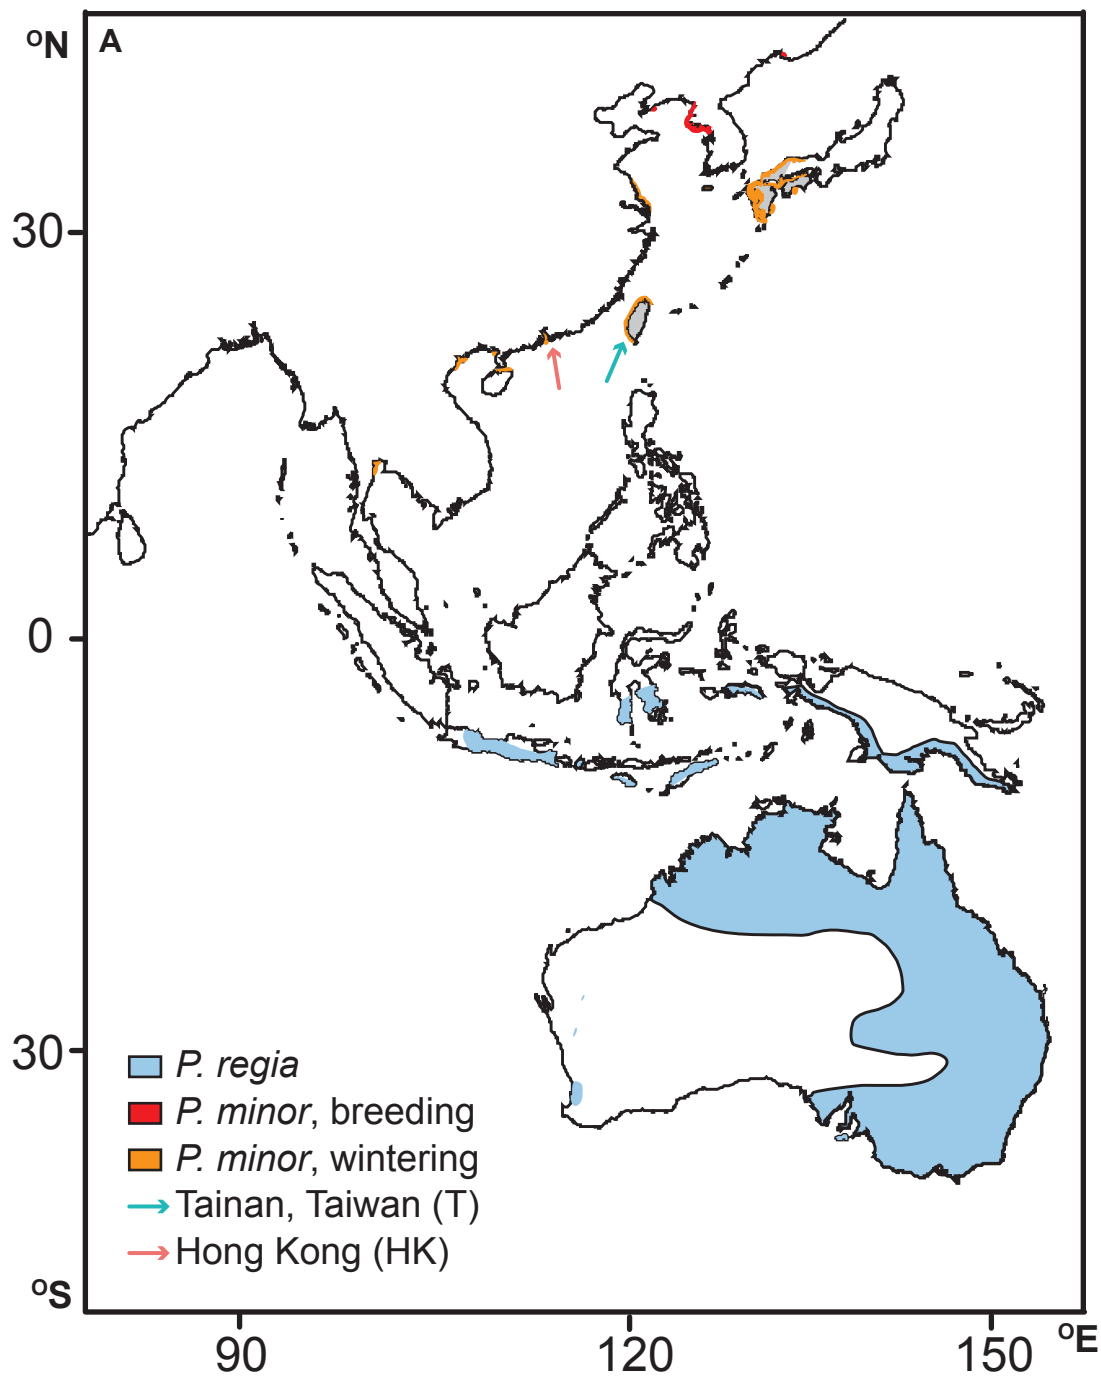 ºN
A
30
0
30
P. regia
P. minor, breeding
P. minor, wintering
Tainan, Taiwan (T)
Hong Kong (HK)
ºS
90
120
150
ºE